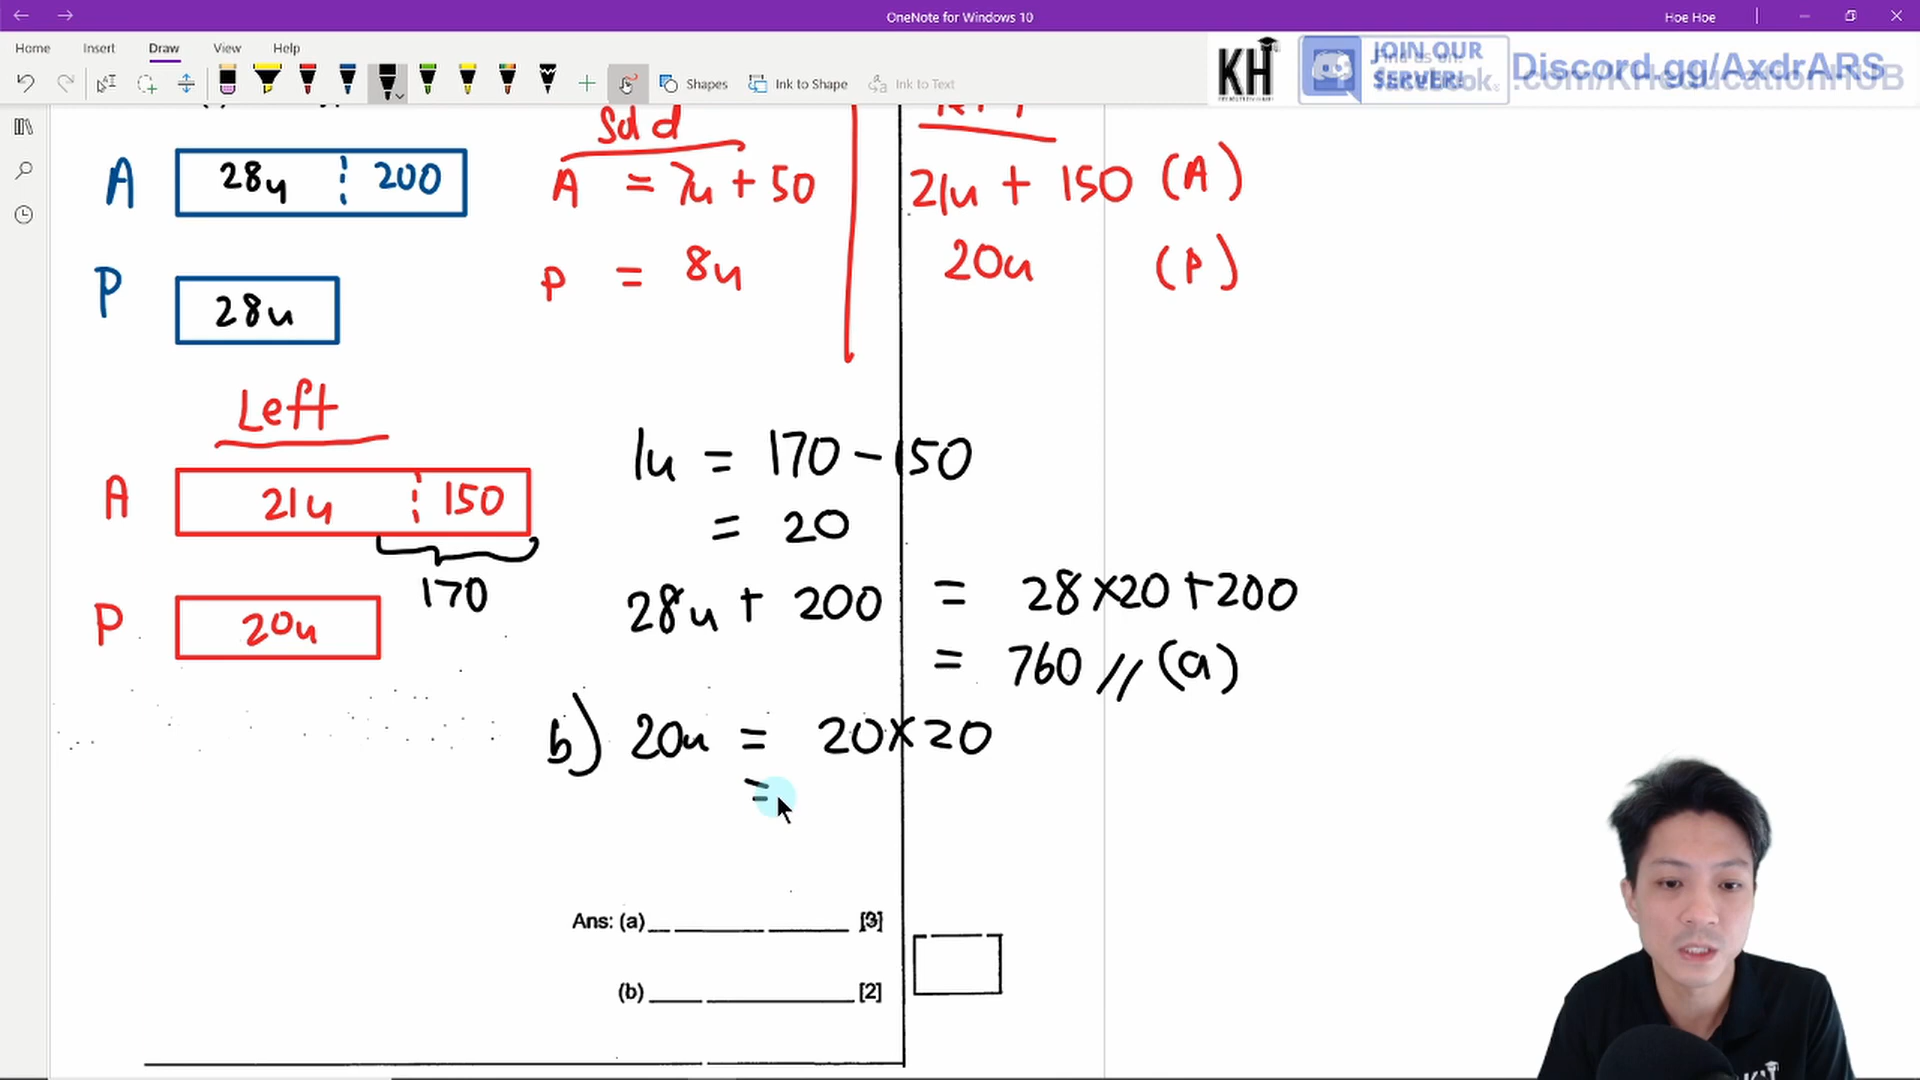 OneNote for Windows 10
Hoe Hoe
Home Insert Draw View Help
Shapes Ink to Shape Ink to Text
KH
JOIN OUR SERVER!
Discord.gg/AxdrARS
.com/KHeducationHSB
Sold
A 28u 200
A = 7u + 50
21u + 150 (A)
P 28u
P = 8u
20u (P)
Left
A 21u 150
170
P 20u
1u = 170 - 150
= 20
28u + 200 = 28 × 20 + 200
= 760 // (a)
b) 20u = 20 × 20
=
Ans: (a) [3]
(b) [2]